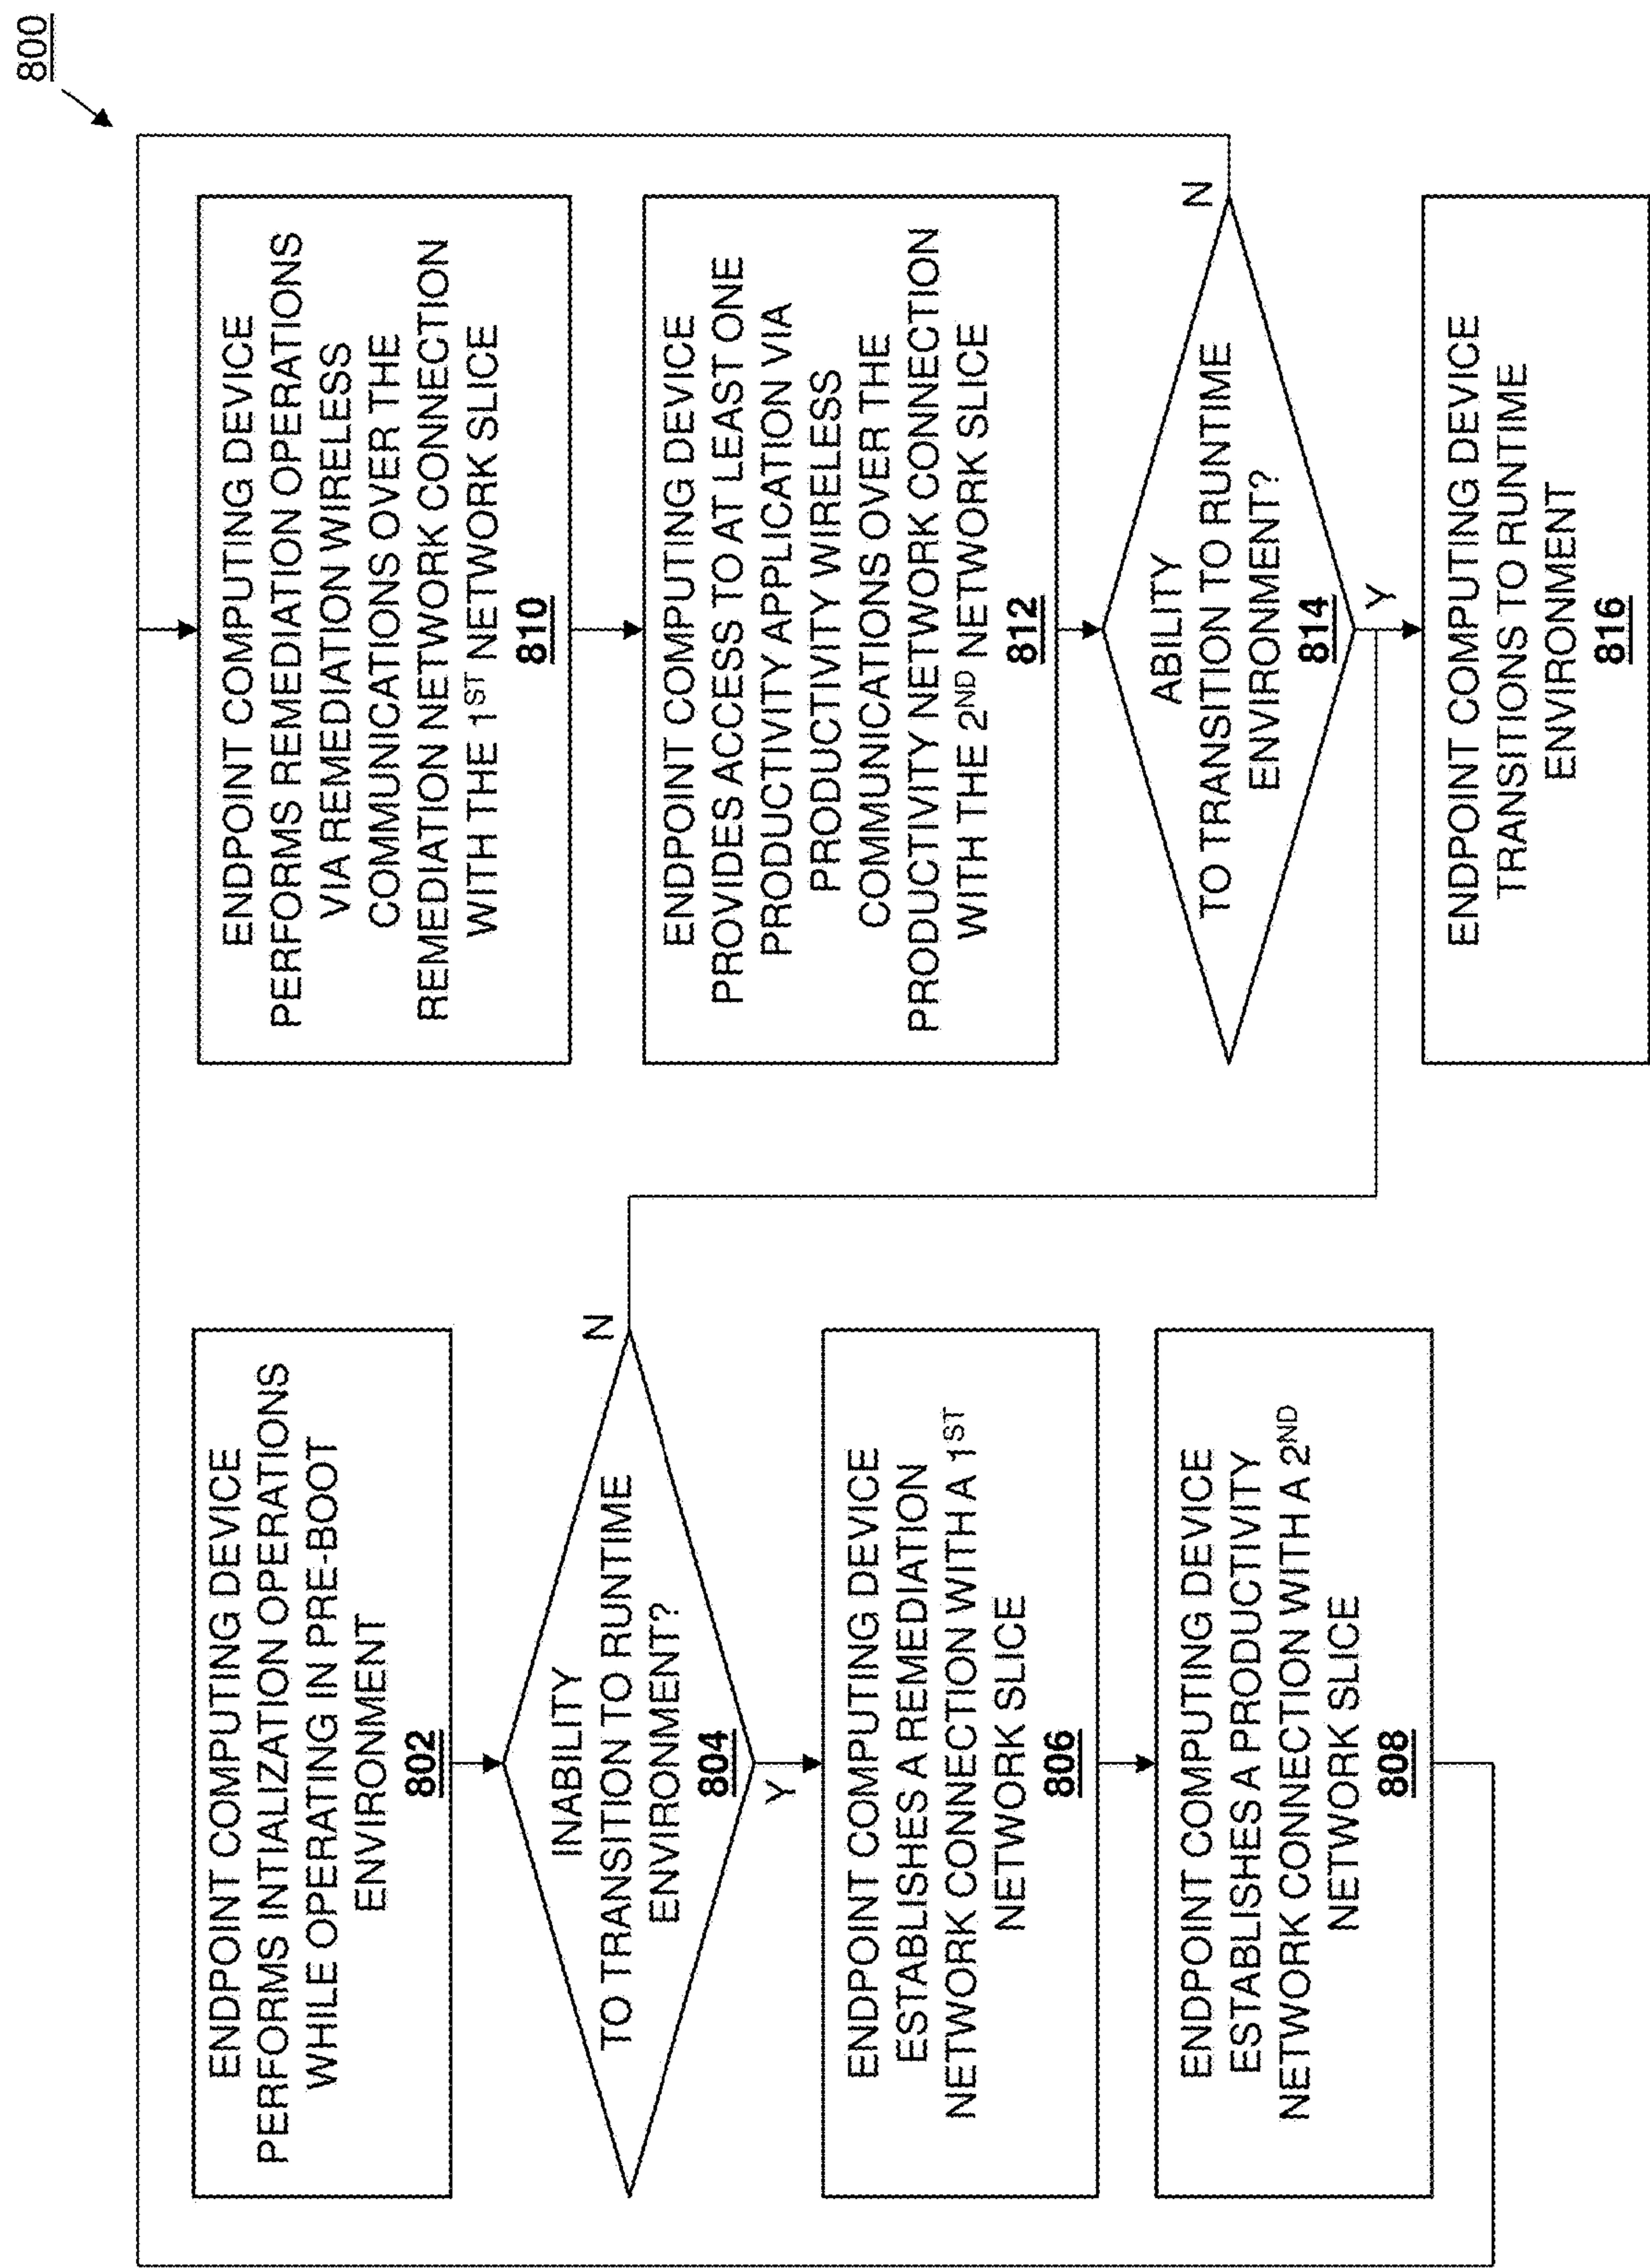 800
ENDPOINT COMPUTING DEVICE
PERFORMS INTIALIZATION OPERATIONS
WHILE OPERATING IN PRE-BOOT
ENVIRONMENT
802
INABILITY
TO TRANSITION TO RUNTIME
ENVIRONMENT?
804
N
Y
ENDPOINT COMPUTING DEVICE
ESTABLISHES A REMEDIATION
NETWORK CONNECTION WITH A 1ST
NETWORK SLICE
806
ENDPOINT COMPUTING DEVICE
ESTABLISHES A PRODUCTIVITY
NETWORK CONNECTION WITH A 2ND
NETWORK SLICE
808
ENDPOINT COMPUTING DEVICE
PERFORMS REMEDIATION OPERATIONS
VIA REMEDIATION WIRELESS
COMMUNICATIONS OVER THE
REMEDIATION NETWORK CONNECTION
WITH THE 1ST NETWORK SLICE
810
ENDPOINT COMPUTING DEVICE
PROVIDES ACCESS TO AT LEAST ONE
PRODUCTIVITY APPLICATION VIA
PRODUCTIVITY WIRELESS
COMMUNICATIONS OVER THE
PRODUCTIVITY NETWORK CONNECTION
WITH THE 2ND NETWORK SLICE
812
ABILITY
TO TRANSITION TO RUNTIME
ENVIRONMENT?
814
N
Y
ENDPOINT COMPUTING DEVICE
TRANSITIONS TO RUNTIME
ENVIRONMENT
816